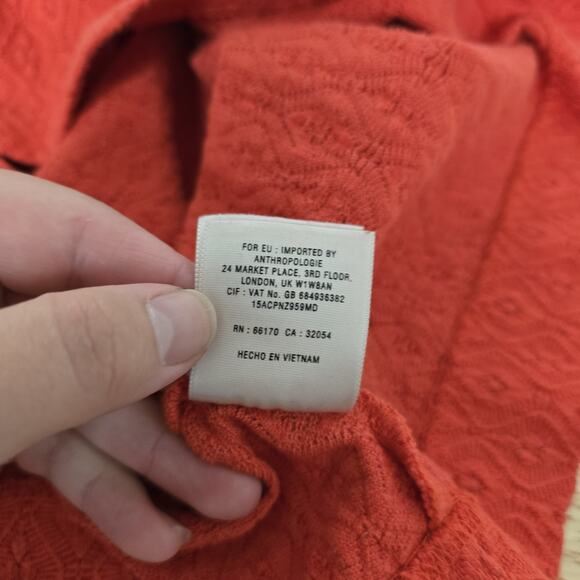 FOR EU : IMPORTED BY
ANTHROPOLOGIE
24 MARKET PLACE, 3RD FLOOR,
LONDON, UK W1W8AN
CIF : VAT No. GB 684936382
15ACPNZ959MD
RN : 66170 CA : 32054
HECHO EN VIETNAM